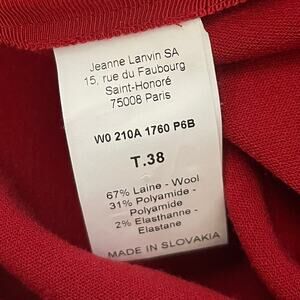 Jeanne Lanvin SA
15, rue du Faubourg
Saint-Honoré
75008 Paris
W0 210A 1760 P6B
T.38
67% Laine - Wool
31% Polyamide -
Polyamide
2% Elasthanne -
Elastane
MADE IN SLOVAKIA